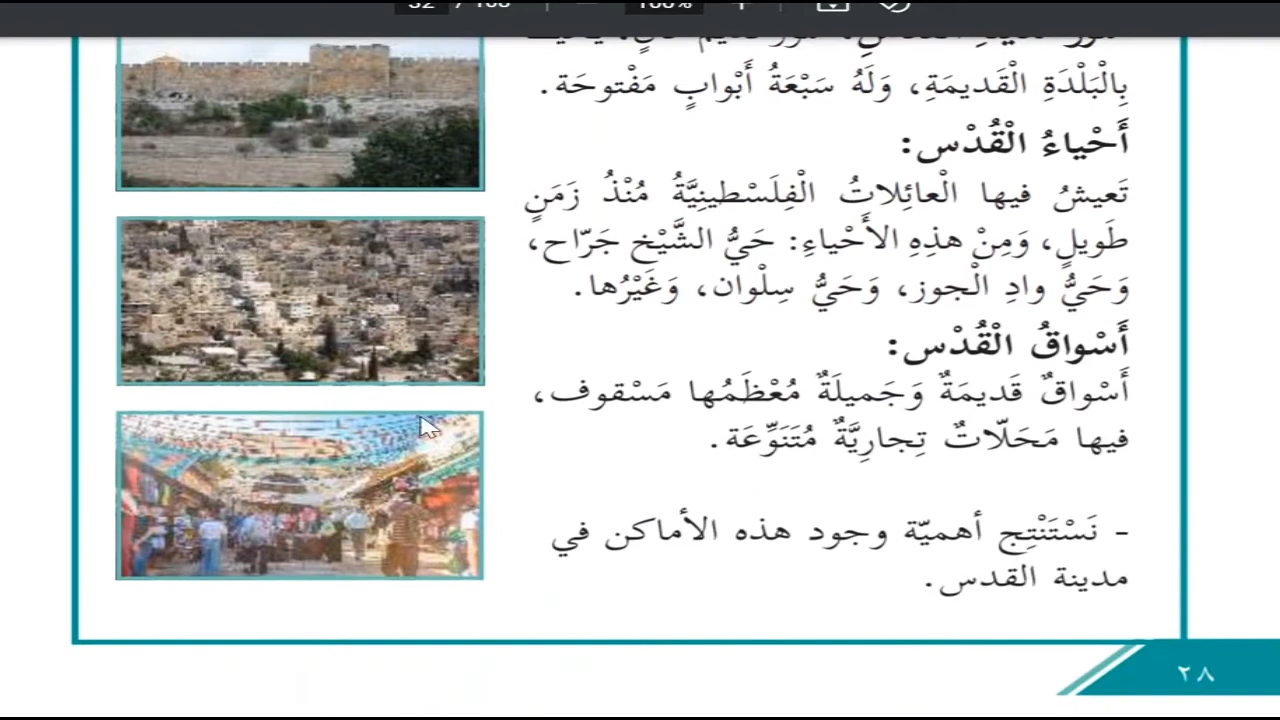 بِالْبَلْدَةِ الْقَديمَةِ، وَلَهُ سَبْعَةُ أَبْوابٍ مَفْتوحَة.
أَحْياءُ الْقُدْس:
تَعيشُ فيها الْعائِلاتُ الْفِلَسْطينِيَّةُ مُنْذُ زَمَنٍ
طَويلٍ، وَمِنْ هذِهِ الأَحْياءِ: حَيُّ الشَّيْخ جَرّاح،
وَحَيُّ وادِ الْجوز، وَحَيُّ سِلْوان، وَغَيْرُها.
أَسْواقُ الْقُدْس:
أَسْواقٌ قَديمَةٌ وَجَميلَةٌ مُعْظَمُها مَسْقوف،
فيها مَحَلّاتٌ تِجارِيَّةٌ مُتَنَوِّعَة.
- نَسْتَنْتِج أهميّة وجود هذه الأماكن في
مدينة القدس.
٢٨